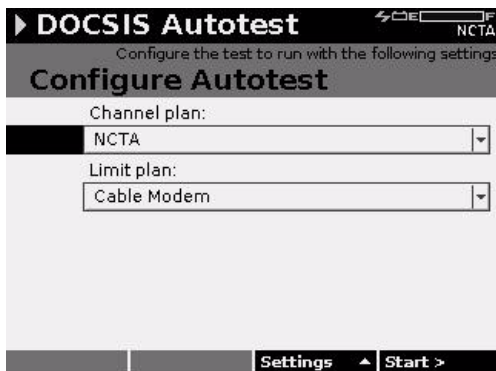 DOCSIS Autotest
E F
NCTA
Configure the test to run with the following settings
Configure Autotest
Channel plan:
NCTA
Limit plan:
Cable Modem
Settings
Start >